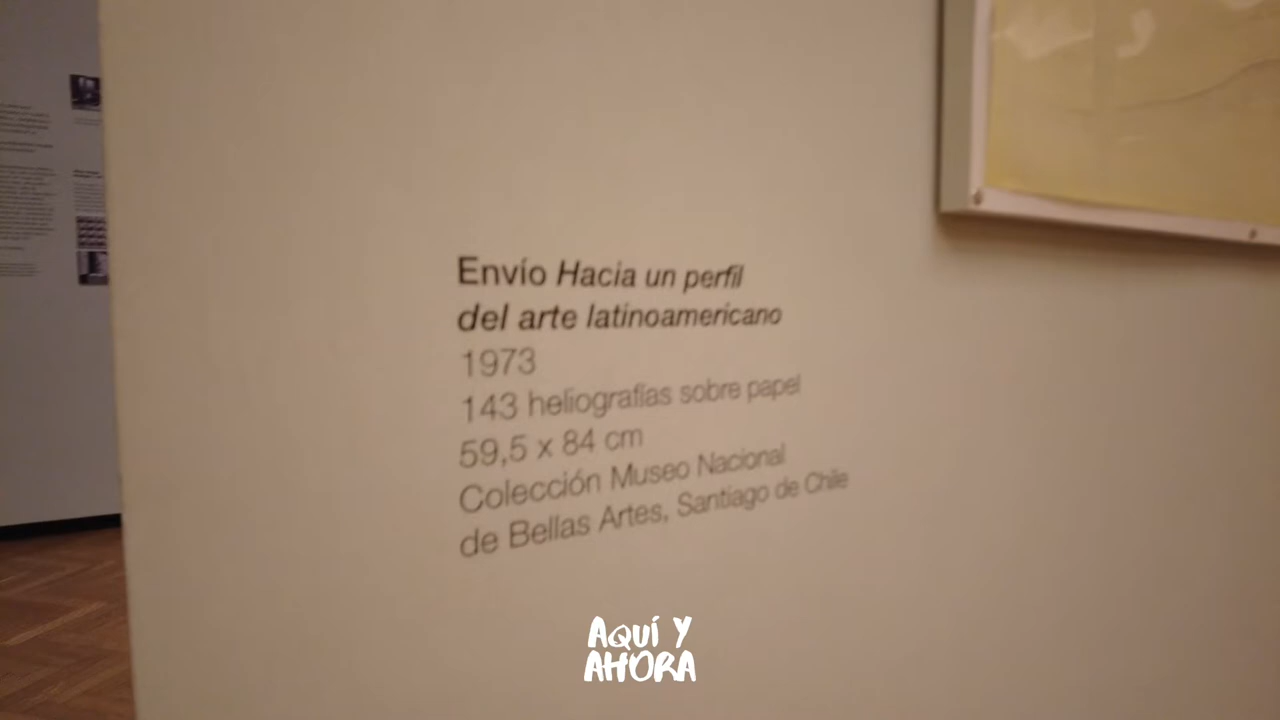 Envío Hacia un perfil
del arte latinoamericano
1973
143 heliografías sobre papel
59,5 x 84 cm
Colección Museo Nacional
de Bellas Artes, Santiago de Chile
AQUÍ Y
AHORA